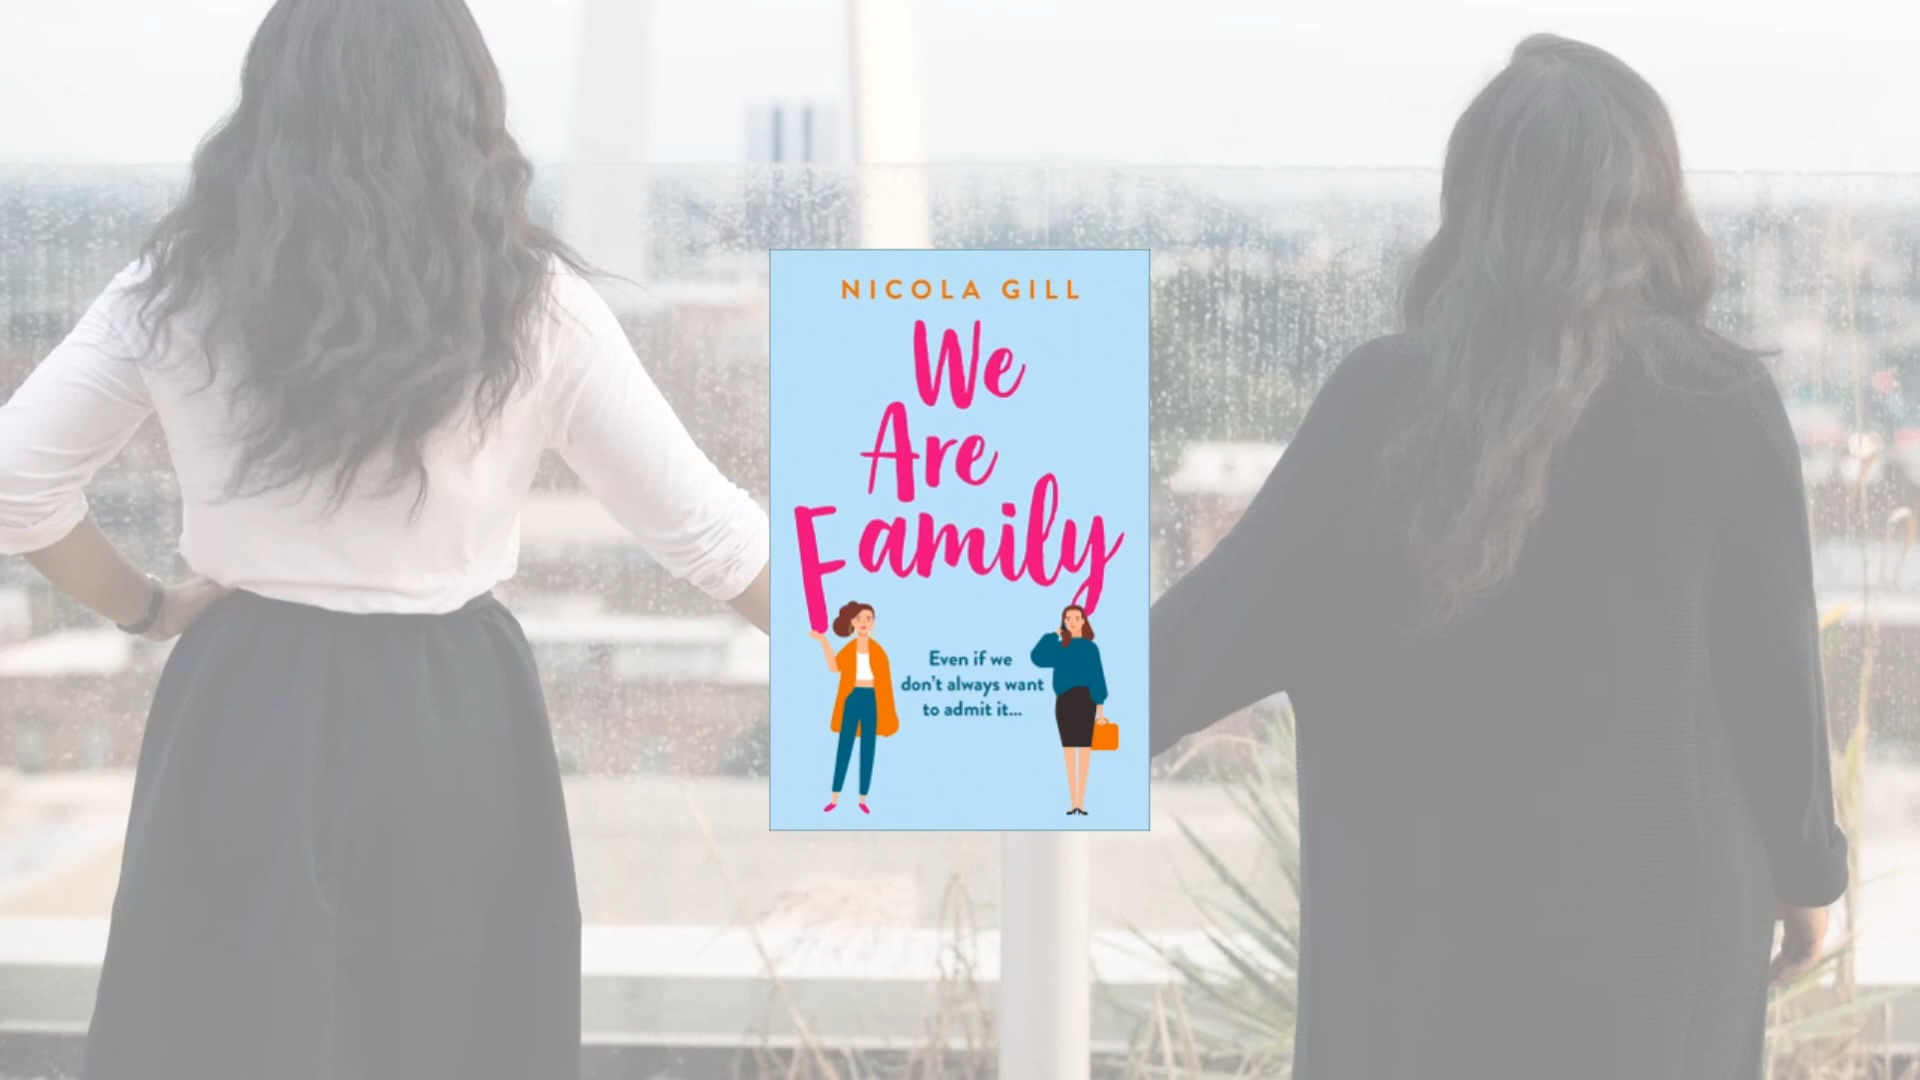 NICOLA GILL
We
Are
Family
Even if we
don't always want
to admit it...